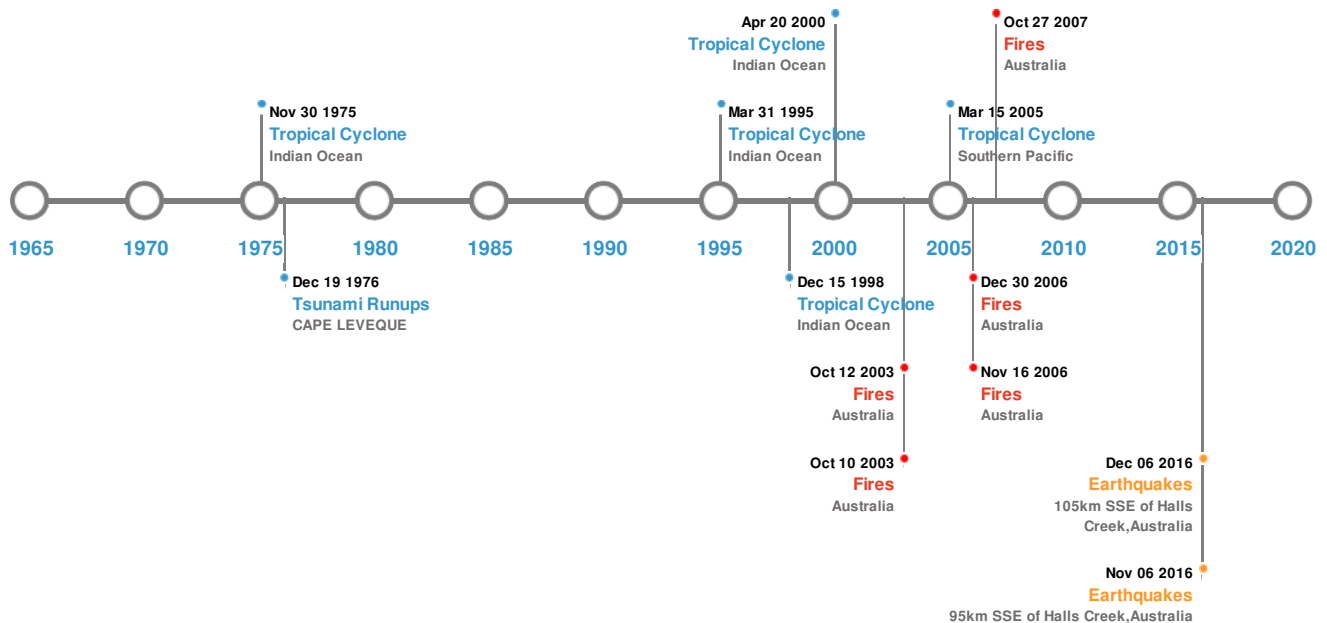 Apr 20 2000
Tropical Cyclone
Indian Ocean
Oct 27 2007
Fires
Australia
Nov 30 1975
Tropical Cyclone
Indian Ocean
Mar 31 1995
Tropical Cyclone
Indian Ocean
Mar 15 2005
Tropical Cyclone
Southern Pacific
1965 1970 1975 1980 1985 1990 1995 2000 2005 2010 2015 2020
Dec 19 1976
Tsunami Runups
CAPE LEVEQUE
Dec 15 1998
Tropical Cyclone
Indian Ocean
Dec 30 2006
Fires
Australia
Oct 12 2003
Fires
Australia
Nov 16 2006
Fires
Australia
Oct 10 2003
Fires
Australia
Dec 06 2016
Earthquakes
105km SSE of Halls
Creek,Australia
Nov 06 2016
Earthquakes
95km SSE of Halls Creek,Australia